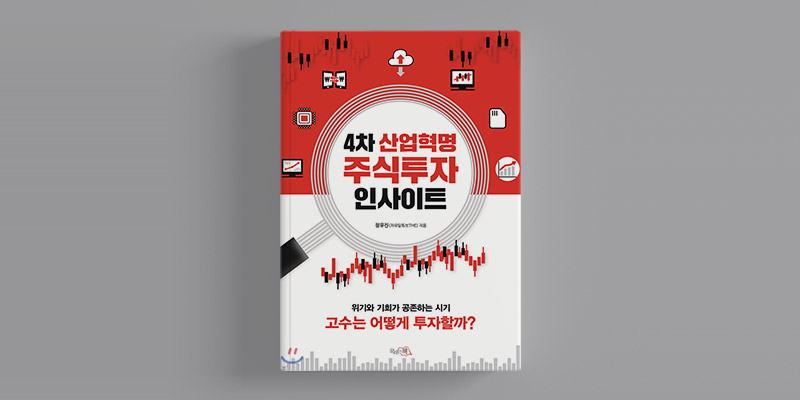 4차 산업혁명
주식투자
인사이트
위기와 기회가 공존하는 시기
고수는 어떻게 투자할까?